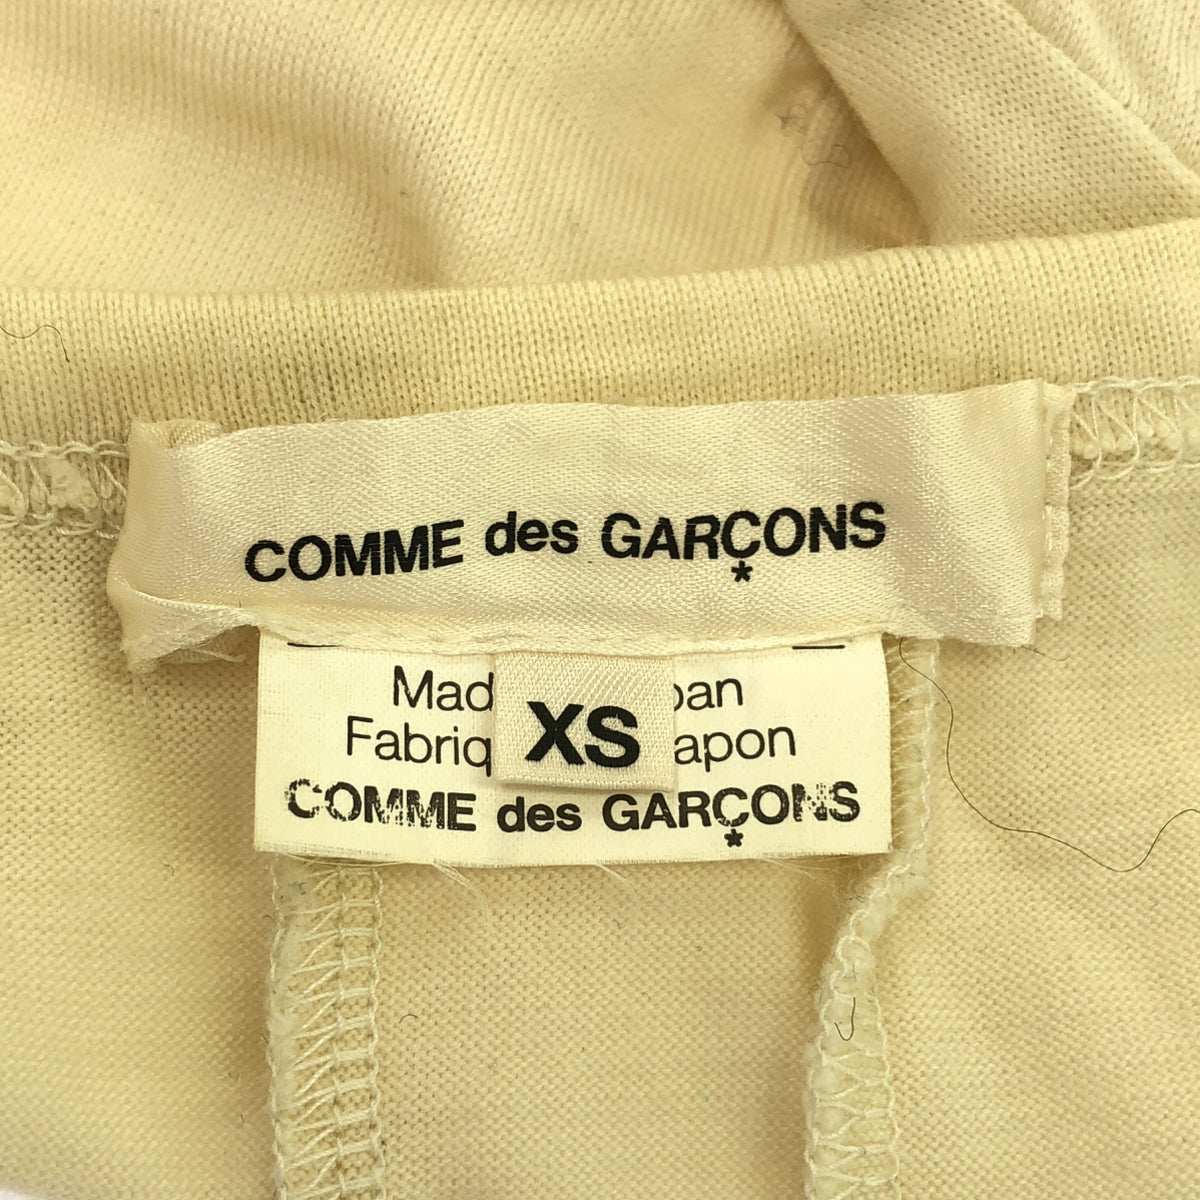 COMME des GARÇONS
Mad pan
XS
Fabriq apon
COMME des GARÇONS